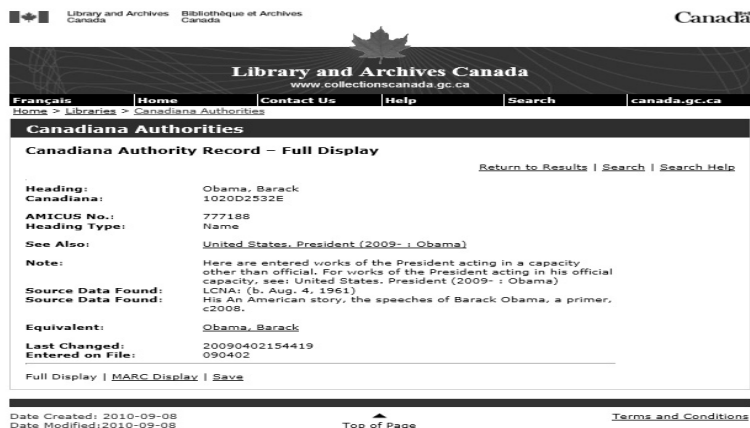 Library and Archives Bibliothèque et Archives
Canada Canada
Canada
Library and Archives Canada
www.collectionscanada.gc.ca
Français Home Contact Us Help Search canada.gc.ca
Home > Libraries > Canadiana Authorities
Canadiana Authorities
Canadiana Authority Record – Full Display
Return to Results | Search | Search Help
Heading: Obama, Barack
Canadiana: 1020D2532E
AMICUS No.: 777188
Heading Type: Name
See Also: United States. President (2009- : Obama)
Note: Here are entered works of the President acting in a capacity
other than official. For works of the President acting in his official
capacity, see: United States. President (2009- : Obama)
Source Data Found: LCNA: (b. Aug. 4, 1961)
Source Data Found: His An American story, the speeches of Barack Obama, a primer,
c2008.
Equivalent: Obama, Barack
Last Changed: 20090402154419
Entered on File: 090402
Full Display | MARC Display | Save
Date Created: 2010-09-08 Terms and Conditions
Date Modified:2010-09-08 Top of Page